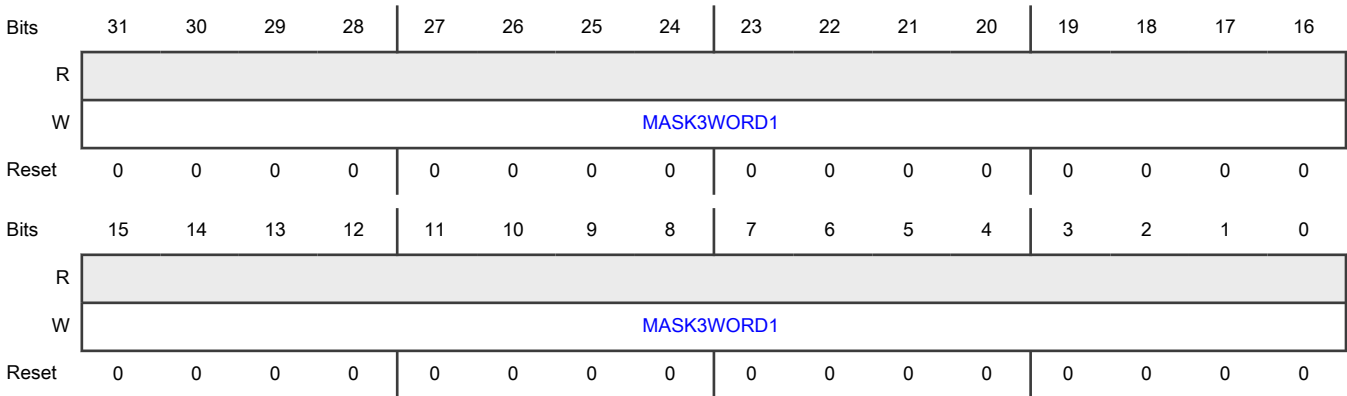 Bits 31 30 29 28 27 26 25 24 23 22 21 20 19 18 17 16
R
W MASK3WORD1
Reset 0 0 0 0 0 0 0 0 0 0 0 0 0 0 0 0
Bits 15 14 13 12 11 10 9 8 7 6 5 4 3 2 1 0
R
W MASK3WORD1
Reset 0 0 0 0 0 0 0 0 0 0 0 0 0 0 0 0